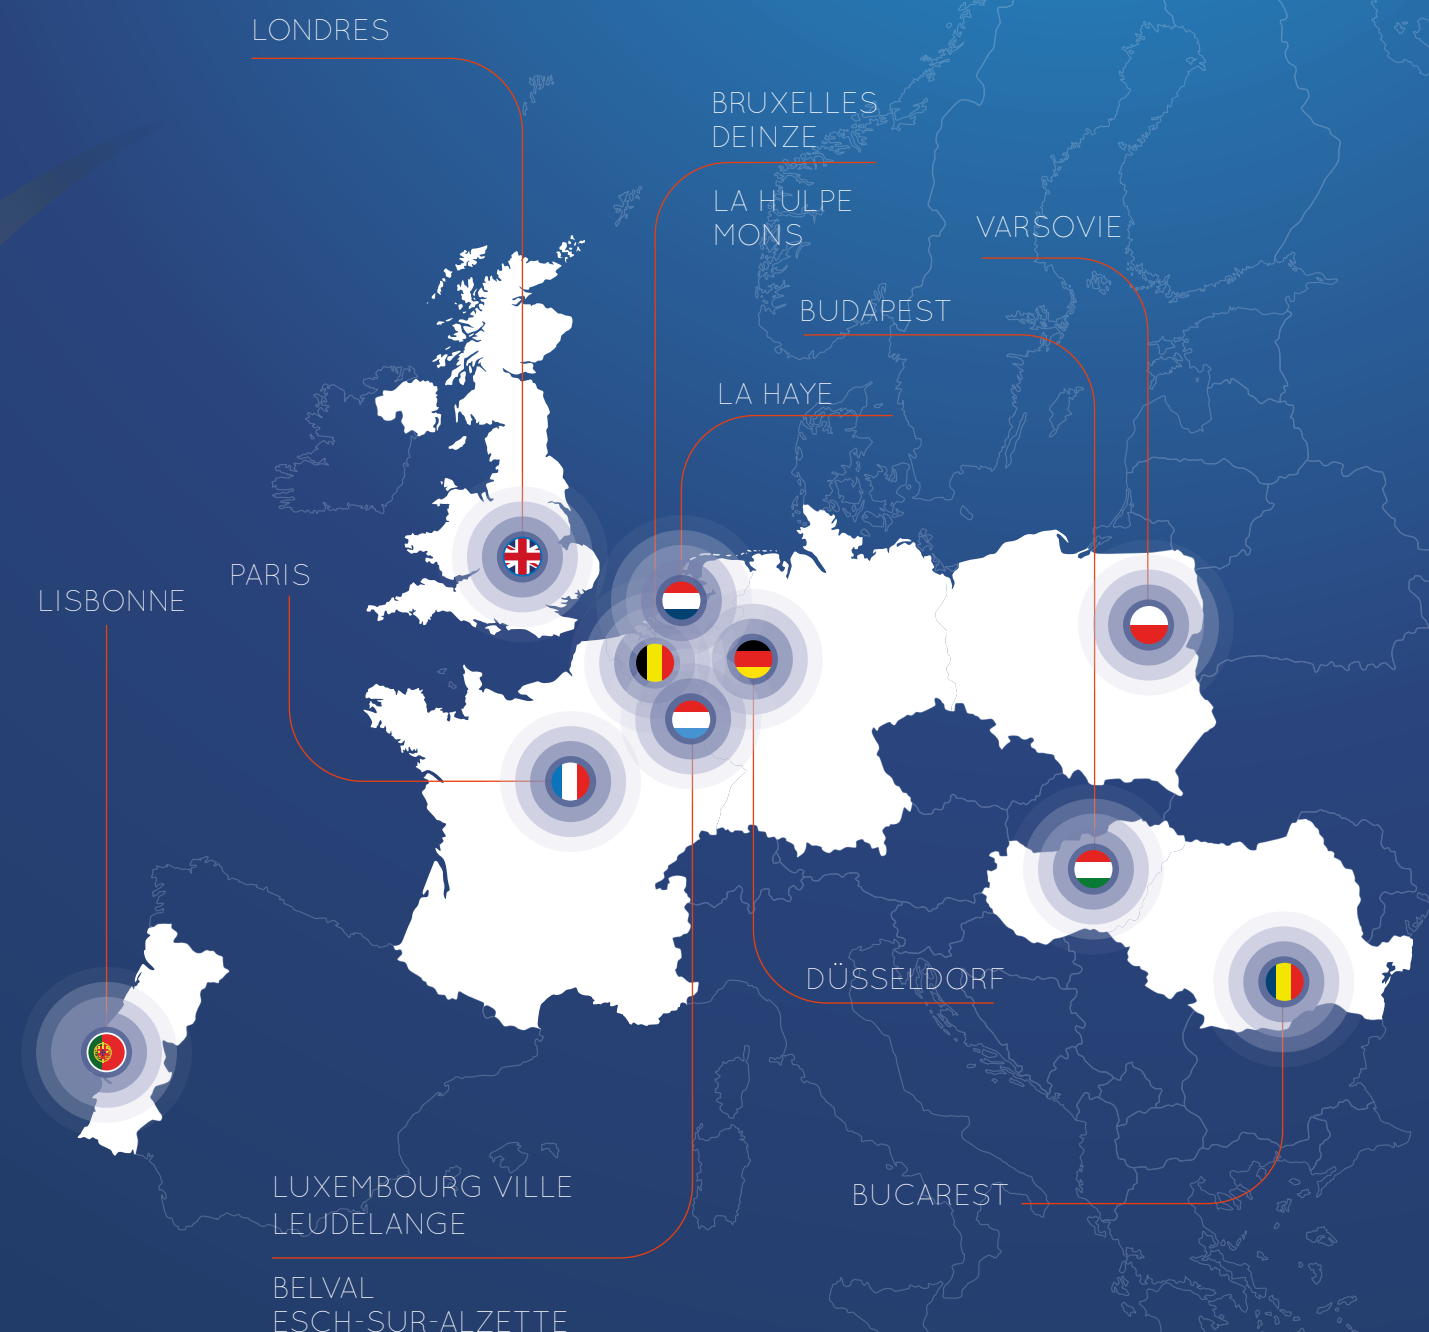 LONDRES
BRUXELLES
DEINZE
LA HULPE
MONS
VARSOVIE
BUDAPEST
LA HAYE
PARIS
LISBONNE
DÜSSELDORF
LUXEMBOURG VILLE
LEUDELANGE
BUCAREST
BELVAL
ESCH-SUR-ALZETTE